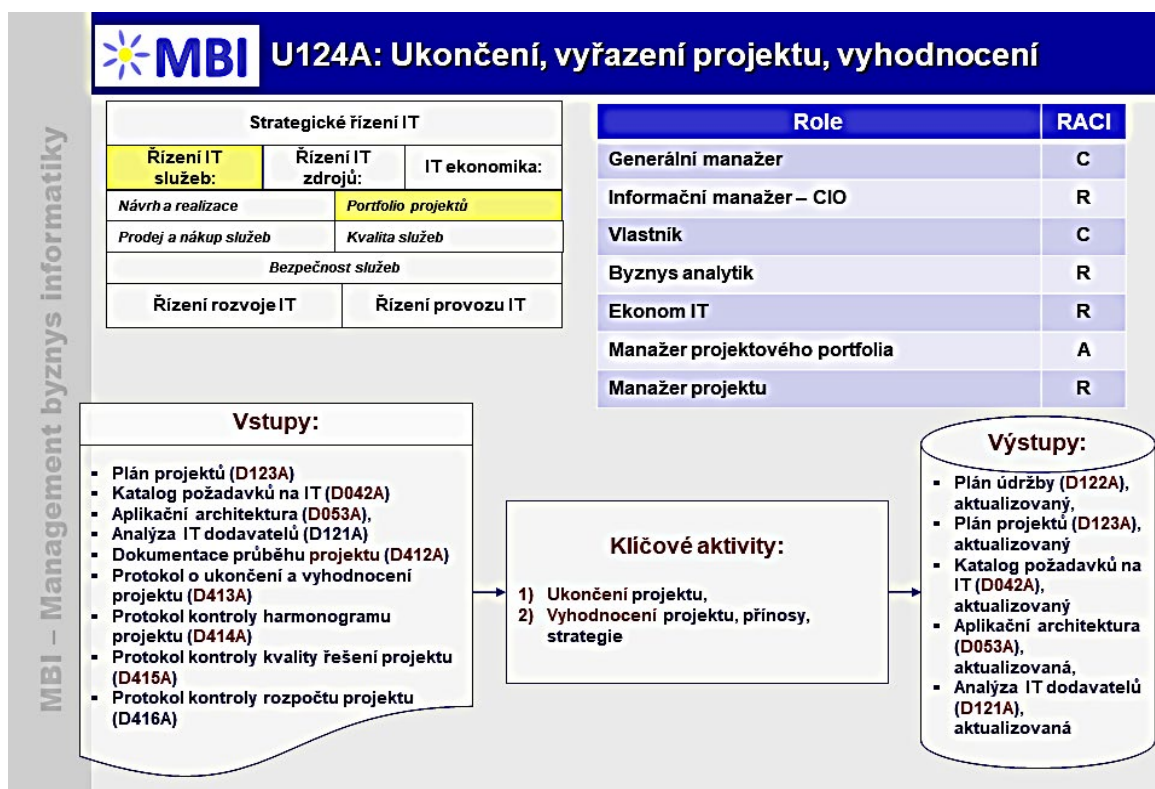 MBI U124A: Ukončení, vyřazení projektu, vyhodnocení
MBI – Management byznys informatiky
Strategické řízení IT
Řízení IT
služeb:
Řízení IT
zdrojů:
IT ekonomika:
Návrh a realizace
Portfolio projektů
Prodej a nákup služeb
Kvalita služeb
Bezpečnost služeb
Řízení rozvoje IT
Řízení provozu IT
Role RACI
Generální manažer C
Informační manažer – CIO R
Vlastník C
Byznys analytik R
Ekonom IT R
Manažer projektového portfolia A
Manažer projektu R
Vstupy:
▪ Plán projektů (D123A)
▪ Katalog požadavků na IT (D042A)
▪ Aplikační architektura (D053A),
▪ Analýza IT dodavatelů (D121A)
▪ Dokumentace průběhu projektu (D412A)
▪ Protokol o ukončení a vyhodnocení
projektu (D413A)
▪ Protokol kontroly harmonogramu
projektu (D414A)
▪ Protokol kontroly kvality řešení projektu
(D415A)
▪ Protokol kontroly rozpočtu projektu
(D416A)
Klíčové aktivity:
1) Ukončení projektu,
2) Vyhodnocení projektu, přínosy,
strategie
Výstupy:
▪ Plán údržby (D122A),
aktualizovaný,
▪ Plán projektů (D123A),
aktualizovaný
▪ Katalog požadavků na
IT (D042A),
aktualizovaný
▪ Aplikační architektura
(D053A),
aktualizovaná,
▪ Analýza IT dodavatelů
(D121A),
aktualizovaná